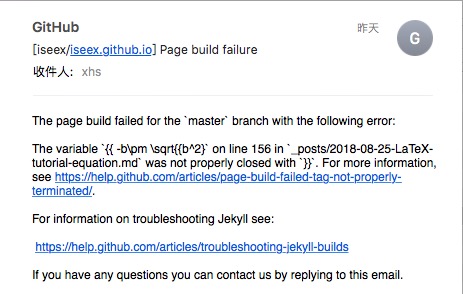 GitHub
昨天
G
[iseex/iseex.github.io] Page build failure
收件人: xhs
The page build failed for the `master` branch with the following error:
The variable `{{ -b\pm \sqrt{{b^2}` on line 156 in `_posts/2018-08-25-LaTeX-
tutorial-equation.md` was not properly closed with `}}`. For more information,
see https://help.github.com/articles/page-build-failed-tag-not-properly-
terminated/.
For information on troubleshooting Jekyll see:
https://help.github.com/articles/troubleshooting-jekyll-builds
If you have any questions you can contact us by replying to this email.